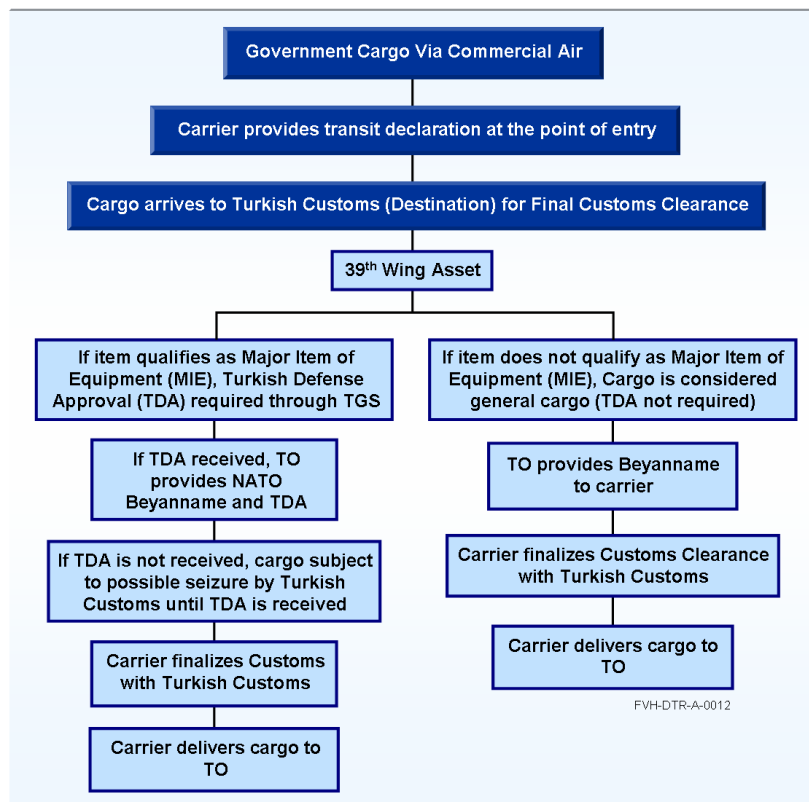 Government Cargo Via Commercial Air
Carrier provides transit declaration at the point of entry
Cargo arrives to Turkish Customs (Destination) for Final Customs Clearance
39th Wing Asset
If item qualifies as Major Item of
Equipment (MIE), Turkish Defense
Approval (TDA) required through TGS
If TDA received, TO
provides NATO
Beyanname and TDA
If TDA is not received, cargo subject
to possible seizure by Turkish
Customs until TDA is received
Carrier finalizes Customs
with Turkish Customs
Carrier delivers cargo to
TO
If item does not qualify as Major Item of
Equipment (MIE), Cargo is considered
general cargo (TDA not required)
TO provides Beyanname
to carrier
Carrier finalizes Customs Clearance
with Turkish Customs
Carrier delivers cargo to
TO
FVH-DTR-A-0012